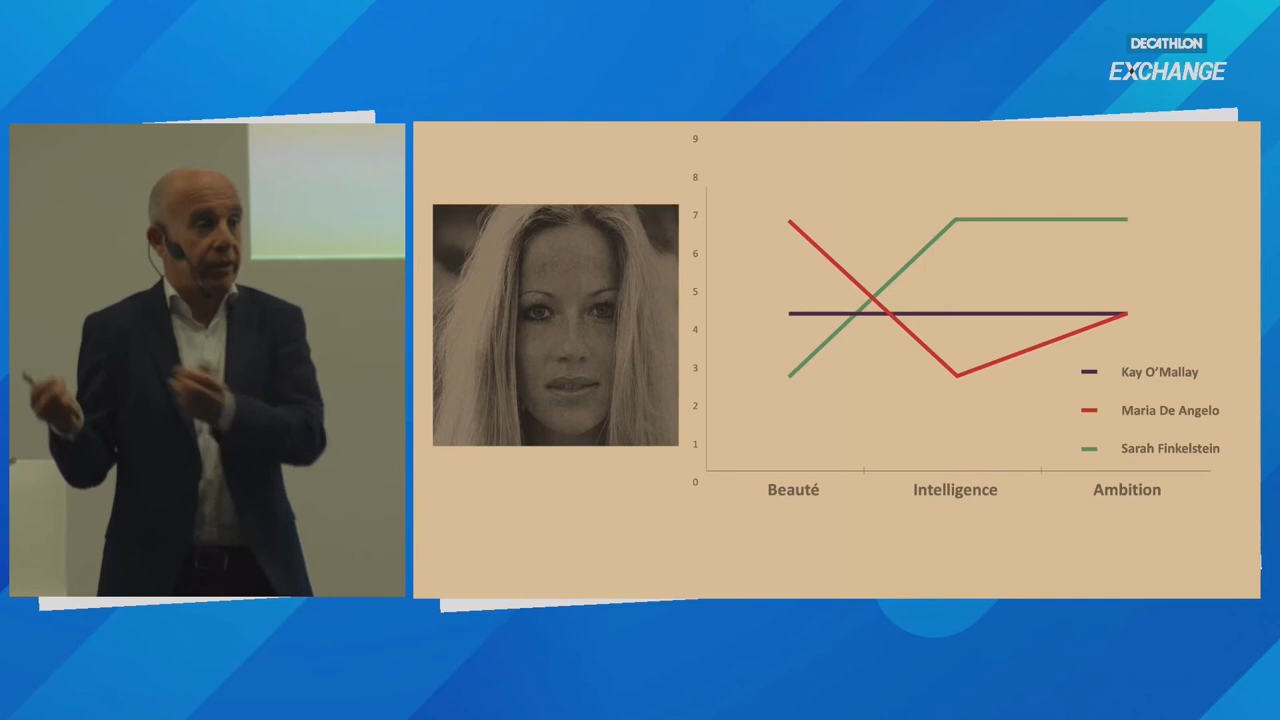 DECATHLON
EXCHANGE
9
8
7
6
5
4
3
2
1
0
Kay O’Mallay
Maria De Angelo
Sarah Finkelstein
Beauté
Intelligence
Ambition